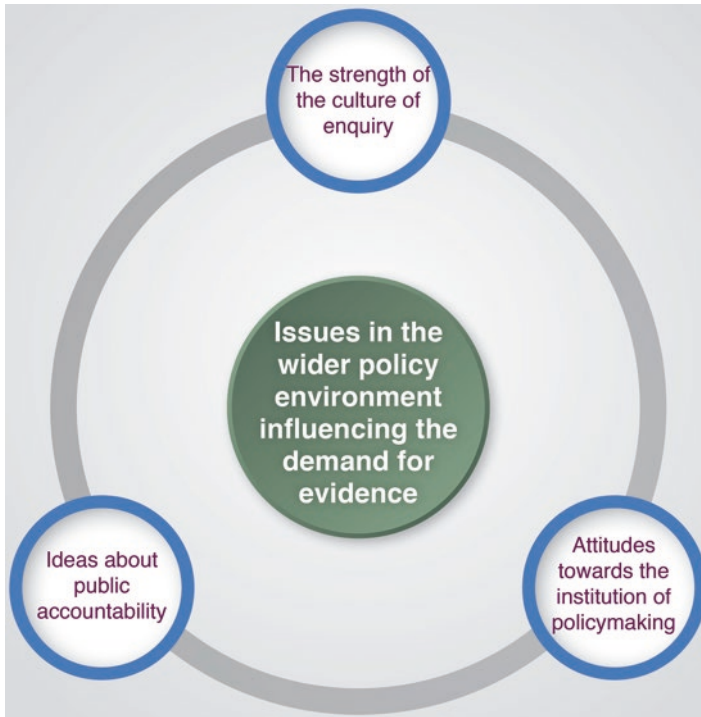 The strength of
the culture of
enquiry
Issues in the
wider policy
environment
influencing the
demand for
evidence
Ideas about
public
accountability
Attitudes
towards the
institution of
policymaking